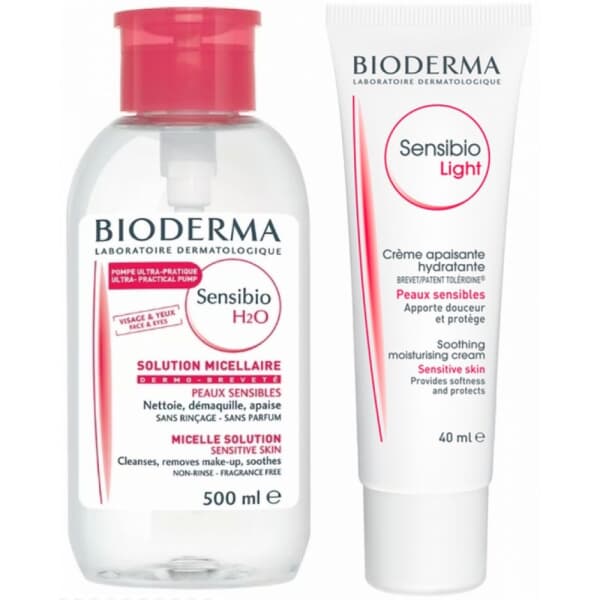 BIODERMA
LABORATOIRE DERMATOLOGIQUE
POMPE ULTRA-PRATIQUE
ULTRA-PRACTICAL PUMP
VISAGE & YEUX
FACE & EYES
Sensibio
H2O
SOLUTION MICELLAIRE
DERMO-BREVETÉ
PEAUX SENSIBLES
Nettoie, démaquille, apaise
SANS RINÇAGE - SANS PARFUM
MICELLE SOLUTION
SENSITIVE SKIN
Cleanses, removes make-up, soothes
NON-RINSE - FRAGRANCE FREE
500 ml e
BIODERMA
LABORATOIRE DERMATOLOGIQUE
Sensibio
Light
Crème apaisante
hydratante
BREVET/PATENT TOLÉRIDINE®
Peaux sensibles
Apporte douceur
et protège
Soothing
moisturising cream
Sensitive skin
Provides softness
and protects
40 ml e